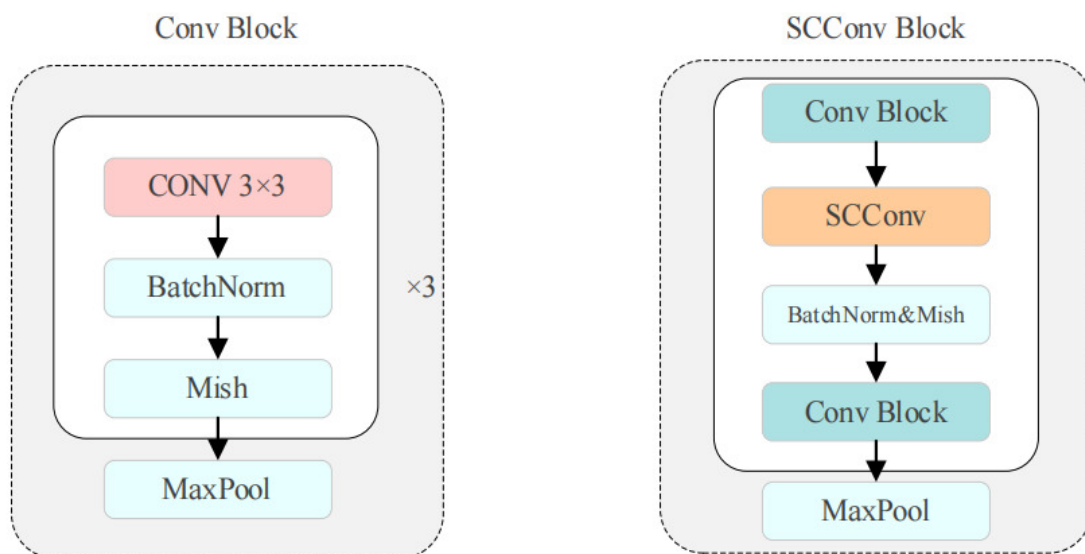 Conv Block
CONV 3×3
BatchNorm
×3
Mish
MaxPool
SCConv Block
Conv Block
SCConv
BatchNorm&Mish
Conv Block
MaxPool